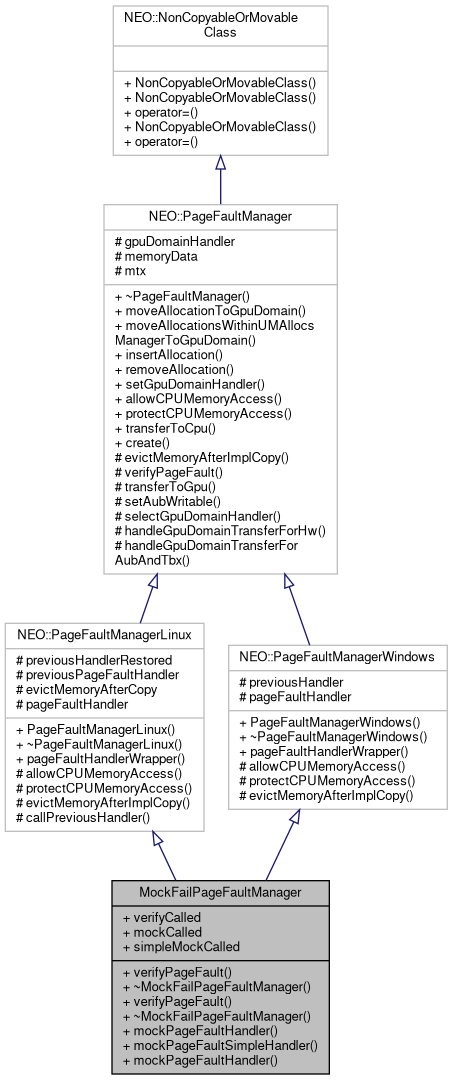 NEO::NonCopyableOrMovable
Class
+ NonCopyableOrMovableClass()
+ NonCopyableOrMovableClass()
+ operator=()
+ NonCopyableOrMovableClass()
+ operator=()
NEO::PageFaultManager
# gpuDomainHandler
# memoryData
# mtx
+ ~PageFaultManager()
+ moveAllocationToGpuDomain()
+ moveAllocationsWithinUMAllocs
ManagerToGpuDomain()
+ insertAllocation()
+ removeAllocation()
+ setGpuDomainHandler()
+ allowCPUMemoryAccess()
+ protectCPUMemoryAccess()
+ transferToCpu()
+ create()
# evictMemoryAfterImplCopy()
# verifyPageFault()
# transferToGpu()
# setAubWritable()
# selectGpuDomainHandler()
# handleGpuDomainTransferForHw()
# handleGpuDomainTransferFor
AubAndTbx()
NEO::PageFaultManagerLinux
# previousHandlerRestored
# previousPageFaultHandler
# evictMemoryAfterCopy
# pageFaultHandler
+ PageFaultManagerLinux()
+ ~PageFaultManagerLinux()
+ pageFaultHandlerWrapper()
# allowCPUMemoryAccess()
# protectCPUMemoryAccess()
# evictMemoryAfterImplCopy()
# callPreviousHandler()
NEO::PageFaultManagerWindows
# previousHandler
# pageFaultHandler
+ PageFaultManagerWindows()
+ ~PageFaultManagerWindows()
+ pageFaultHandlerWrapper()
# allowCPUMemoryAccess()
# protectCPUMemoryAccess()
# evictMemoryAfterImplCopy()
MockFailPageFaultManager
+ verifyCalled
+ mockCalled
+ simpleMockCalled
+ verifyPageFault()
+ ~MockFailPageFaultManager()
+ verifyPageFault()
+ ~MockFailPageFaultManager()
+ mockPageFaultHandler()
+ mockPageFaultSimpleHandler()
+ mockPageFaultHandler()